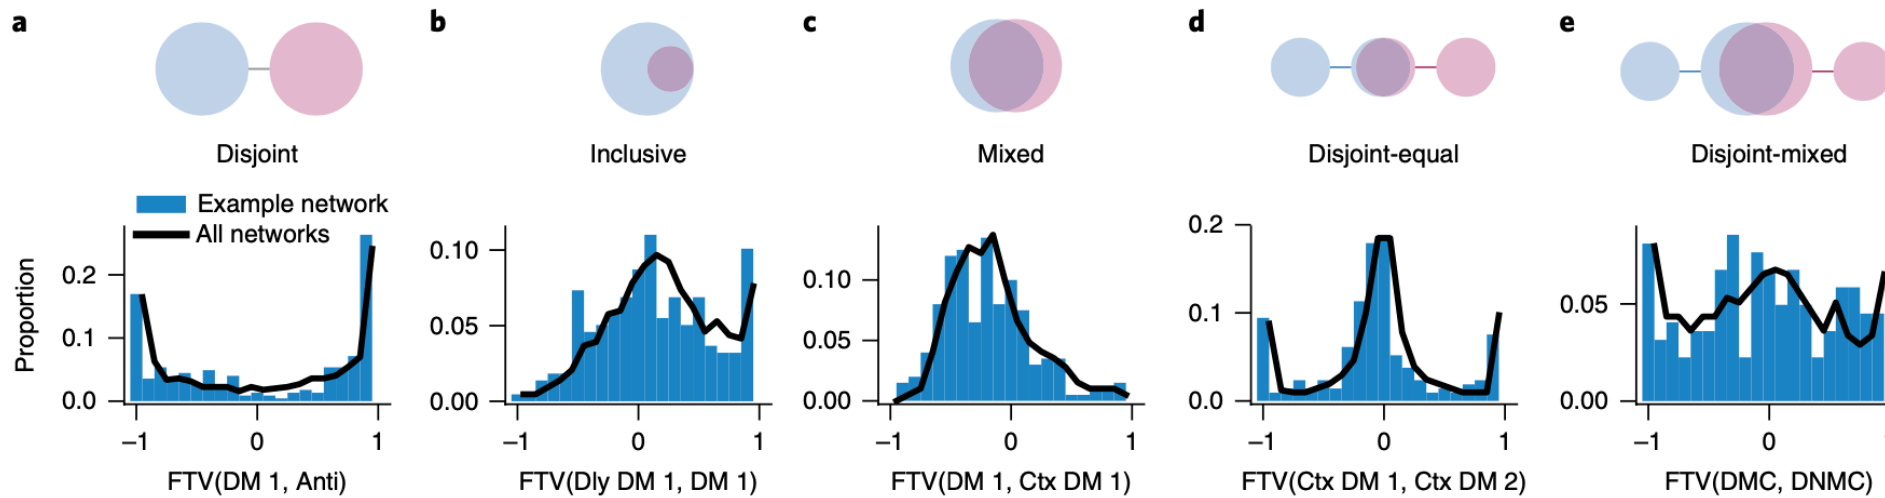 a
b
c
d
e
Disjoint
Inclusive
Mixed
Disjoint-equal
Disjoint-mixed
Example network
All networks
Proportion
0.2
0.1
0.0
−1
0
1
FTV(DM 1, Anti)
0.10
0.05
0.00
−1
0
1
FTV(Dly DM 1, DM 1)
0.10
0.05
0.00
−1
0
1
FTV(DM 1, Ctx DM 1)
0.2
0.1
0.0
−1
0
1
FTV(Ctx DM 1, Ctx DM 2)
0.05
0.00
−1
0
FTV(DMC, DNMC)